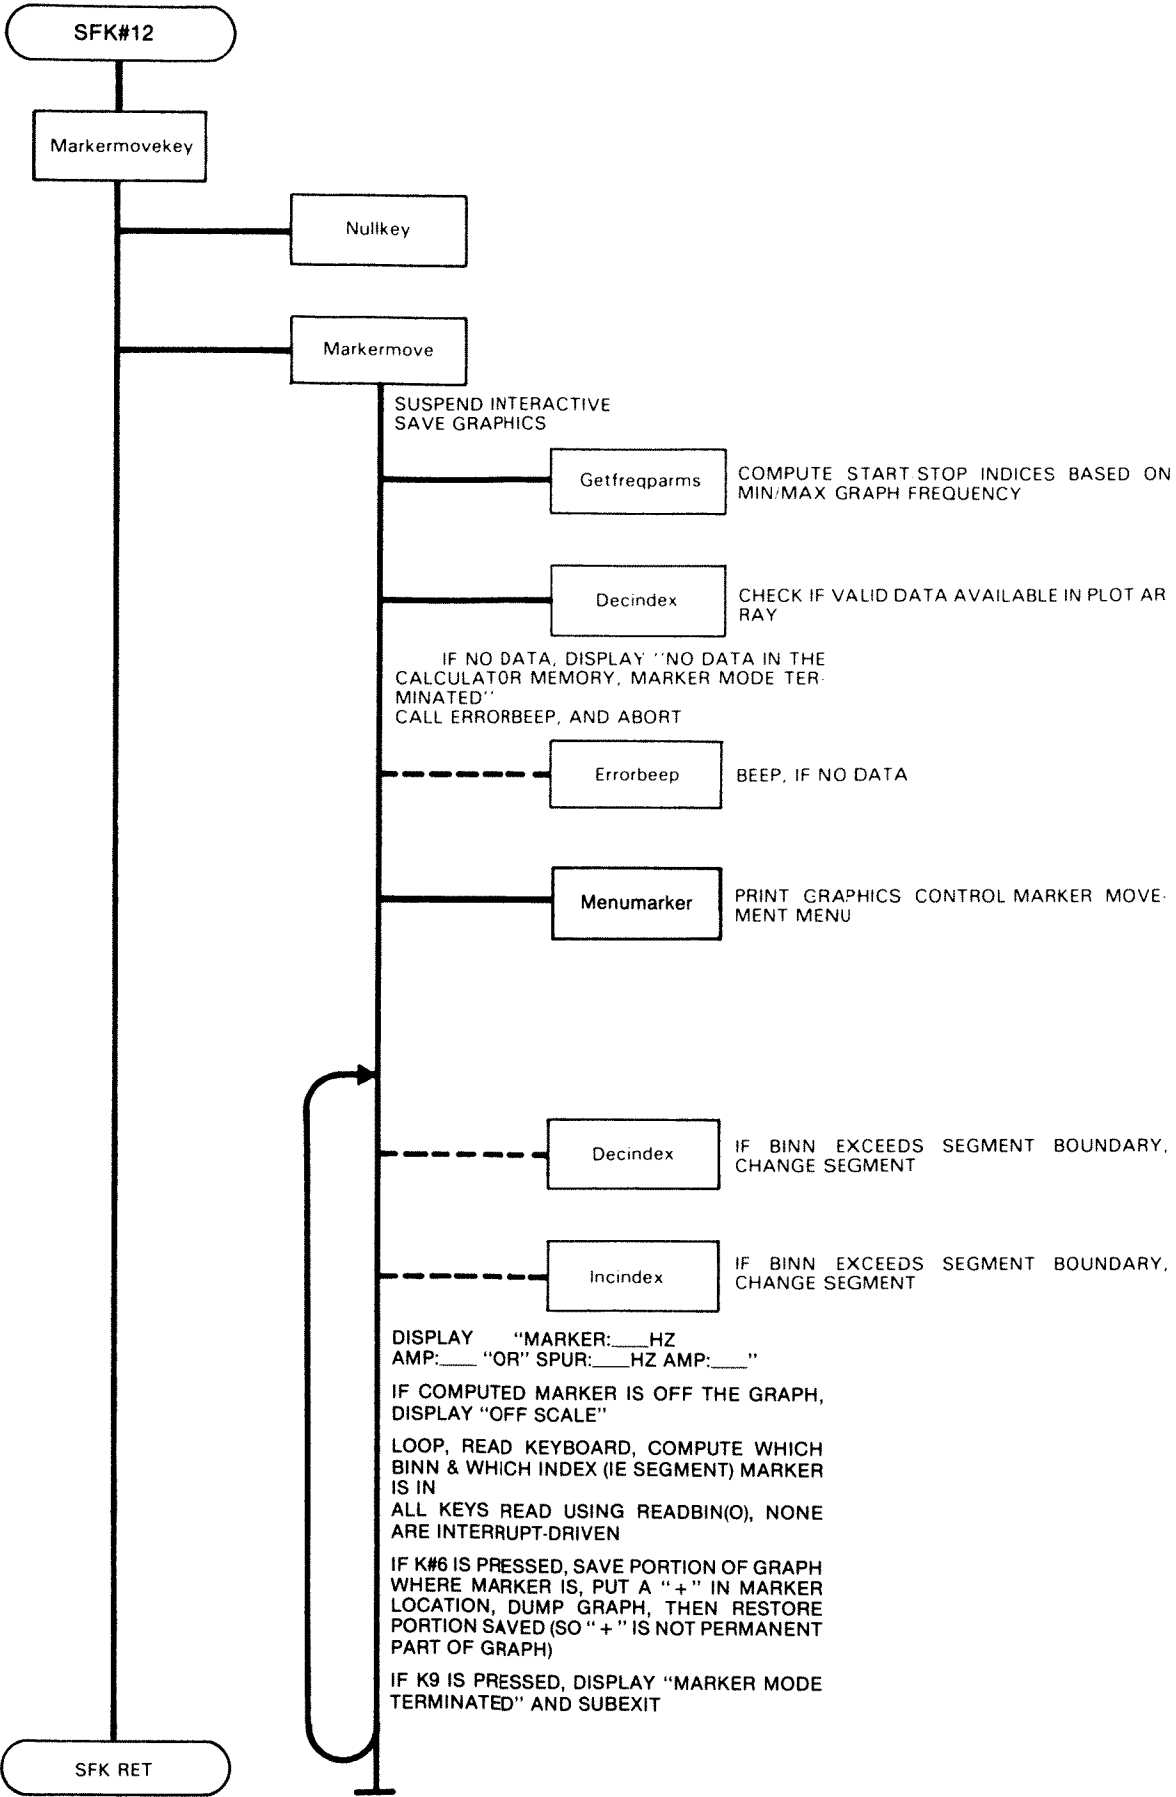 SFK#12
Markermovekey
Nullkey
Markermove
SUSPEND INTERACTIVE
SAVE GRAPHICS
Getfreqparms
COMPUTE START STOP INDICES BASED ON
MIN/MAX GRAPH FREQUENCY
Decindex
CHECK IF VALID DATA AVAILABLE IN PLOT AR
RAY
IF NO DATA, DISPLAY "NO DATA IN THE
CALCULATOR MEMORY, MARKER MODE TER-
MINATED"
CALL ERRORBEEP, AND ABORT
Errorbeep
BEEP, IF NO DATA
Menumarker
PRINT GRAPHICS CONTROL MARKER MOVE-
MENT MENU
Decindex
IF BINN EXCEEDS SEGMENT BOUNDARY,
CHANGE SEGMENT
Incindex
IF BINN EXCEEDS SEGMENT BOUNDARY,
CHANGE SEGMENT
DISPLAY "MARKER:___HZ
AMP:___ "OR" SPUR:___HZ AMP:___"
IF COMPUTED MARKER IS OFF THE GRAPH,
DISPLAY "OFF SCALE"
LOOP, READ KEYBOARD, COMPUTE WHICH
BINN & WHICH INDEX (IE SEGMENT) MARKER
IS IN
ALL KEYS READ USING READBIN(O), NONE
ARE INTERRUPT-DRIVEN
IF K#6 IS PRESSED, SAVE PORTION OF GRAPH
WHERE MARKER IS, PUT A "+" IN MARKER
LOCATION, DUMP GRAPH, THEN RESTORE
PORTION SAVED (SO "+" IS NOT PERMANENT
PART OF GRAPH)
IF K9 IS PRESSED, DISPLAY "MARKER MODE
TERMINATED" AND SUBEXIT
SFK RET